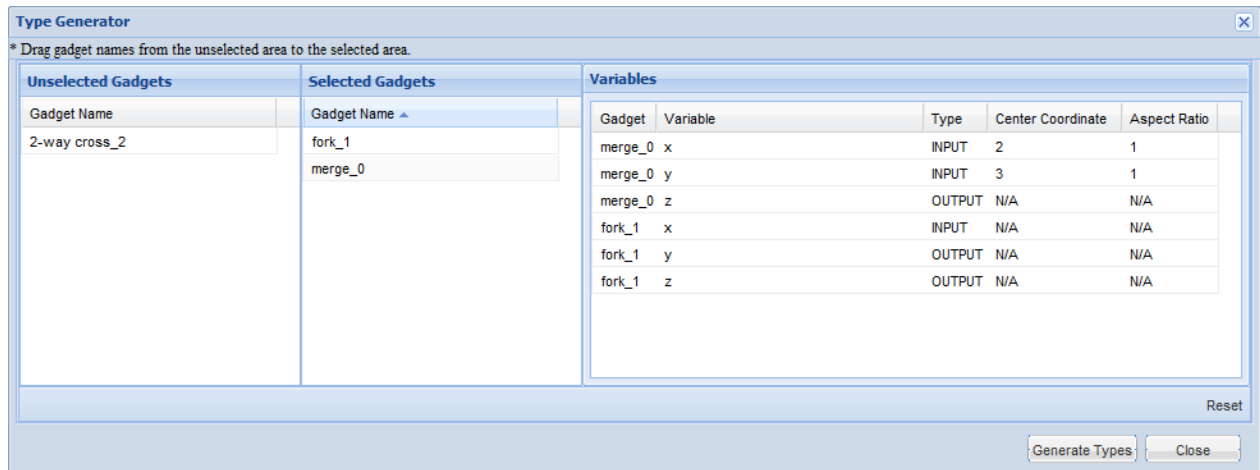 Type Generator
* Drag gadget names from the unselected area to the selected area.
Unselected Gadgets Selected Gadgets Variables
Gadget Name Gadget Name Gadget Variable Type Center Coordinate Aspect Ratio
2-way cross_2 fork_1 merge_0 x INPUT 2 1
merge_0 merge_0 y INPUT 3 1
merge_0 z OUTPUT N/A N/A
fork_1 x INPUT N/A N/A
fork_1 y OUTPUT N/A N/A
fork_1 z OUTPUT N/A N/A
Reset
Generate Types Close